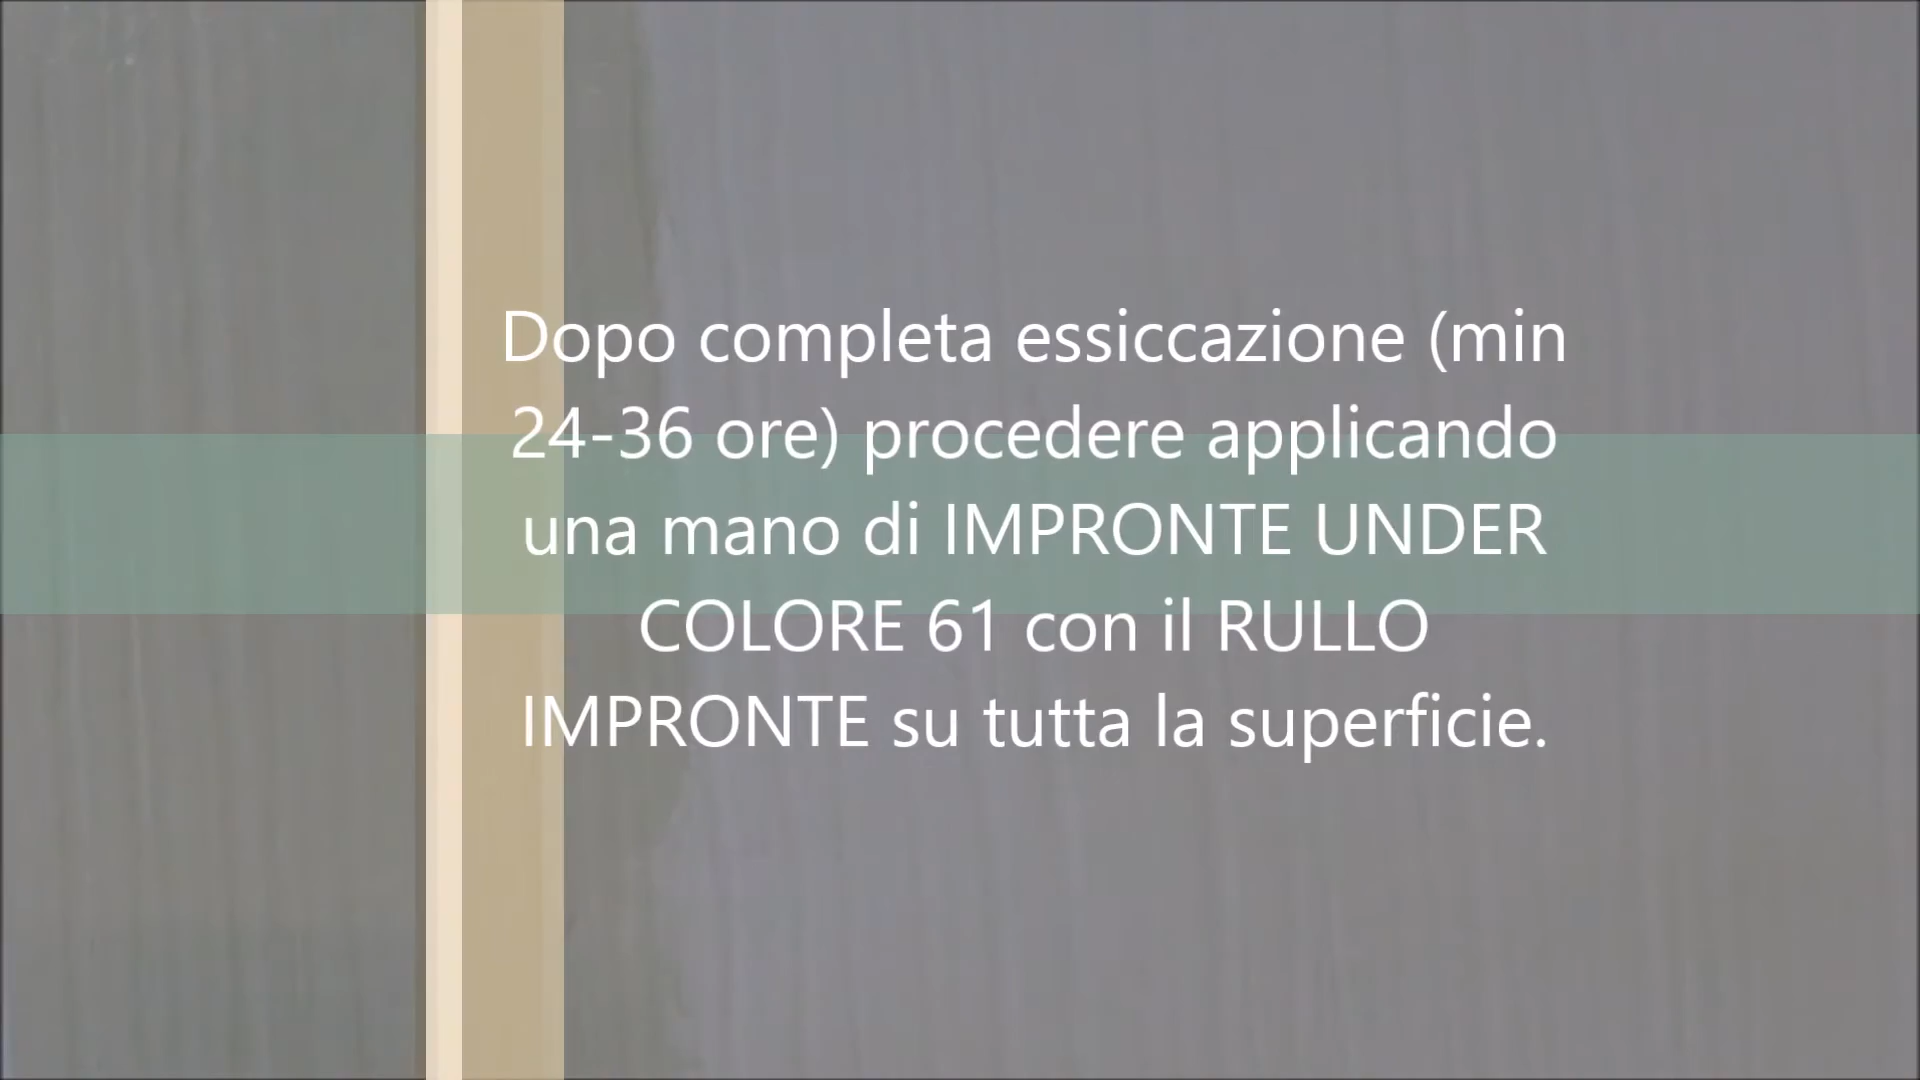 Dopo completa essiccazione (min
24-36 ore) procedere applicando
una mano di IMPRONTE UNDER
COLORE 61 con il RULLO
IMPRONTE su tutta la superficie.